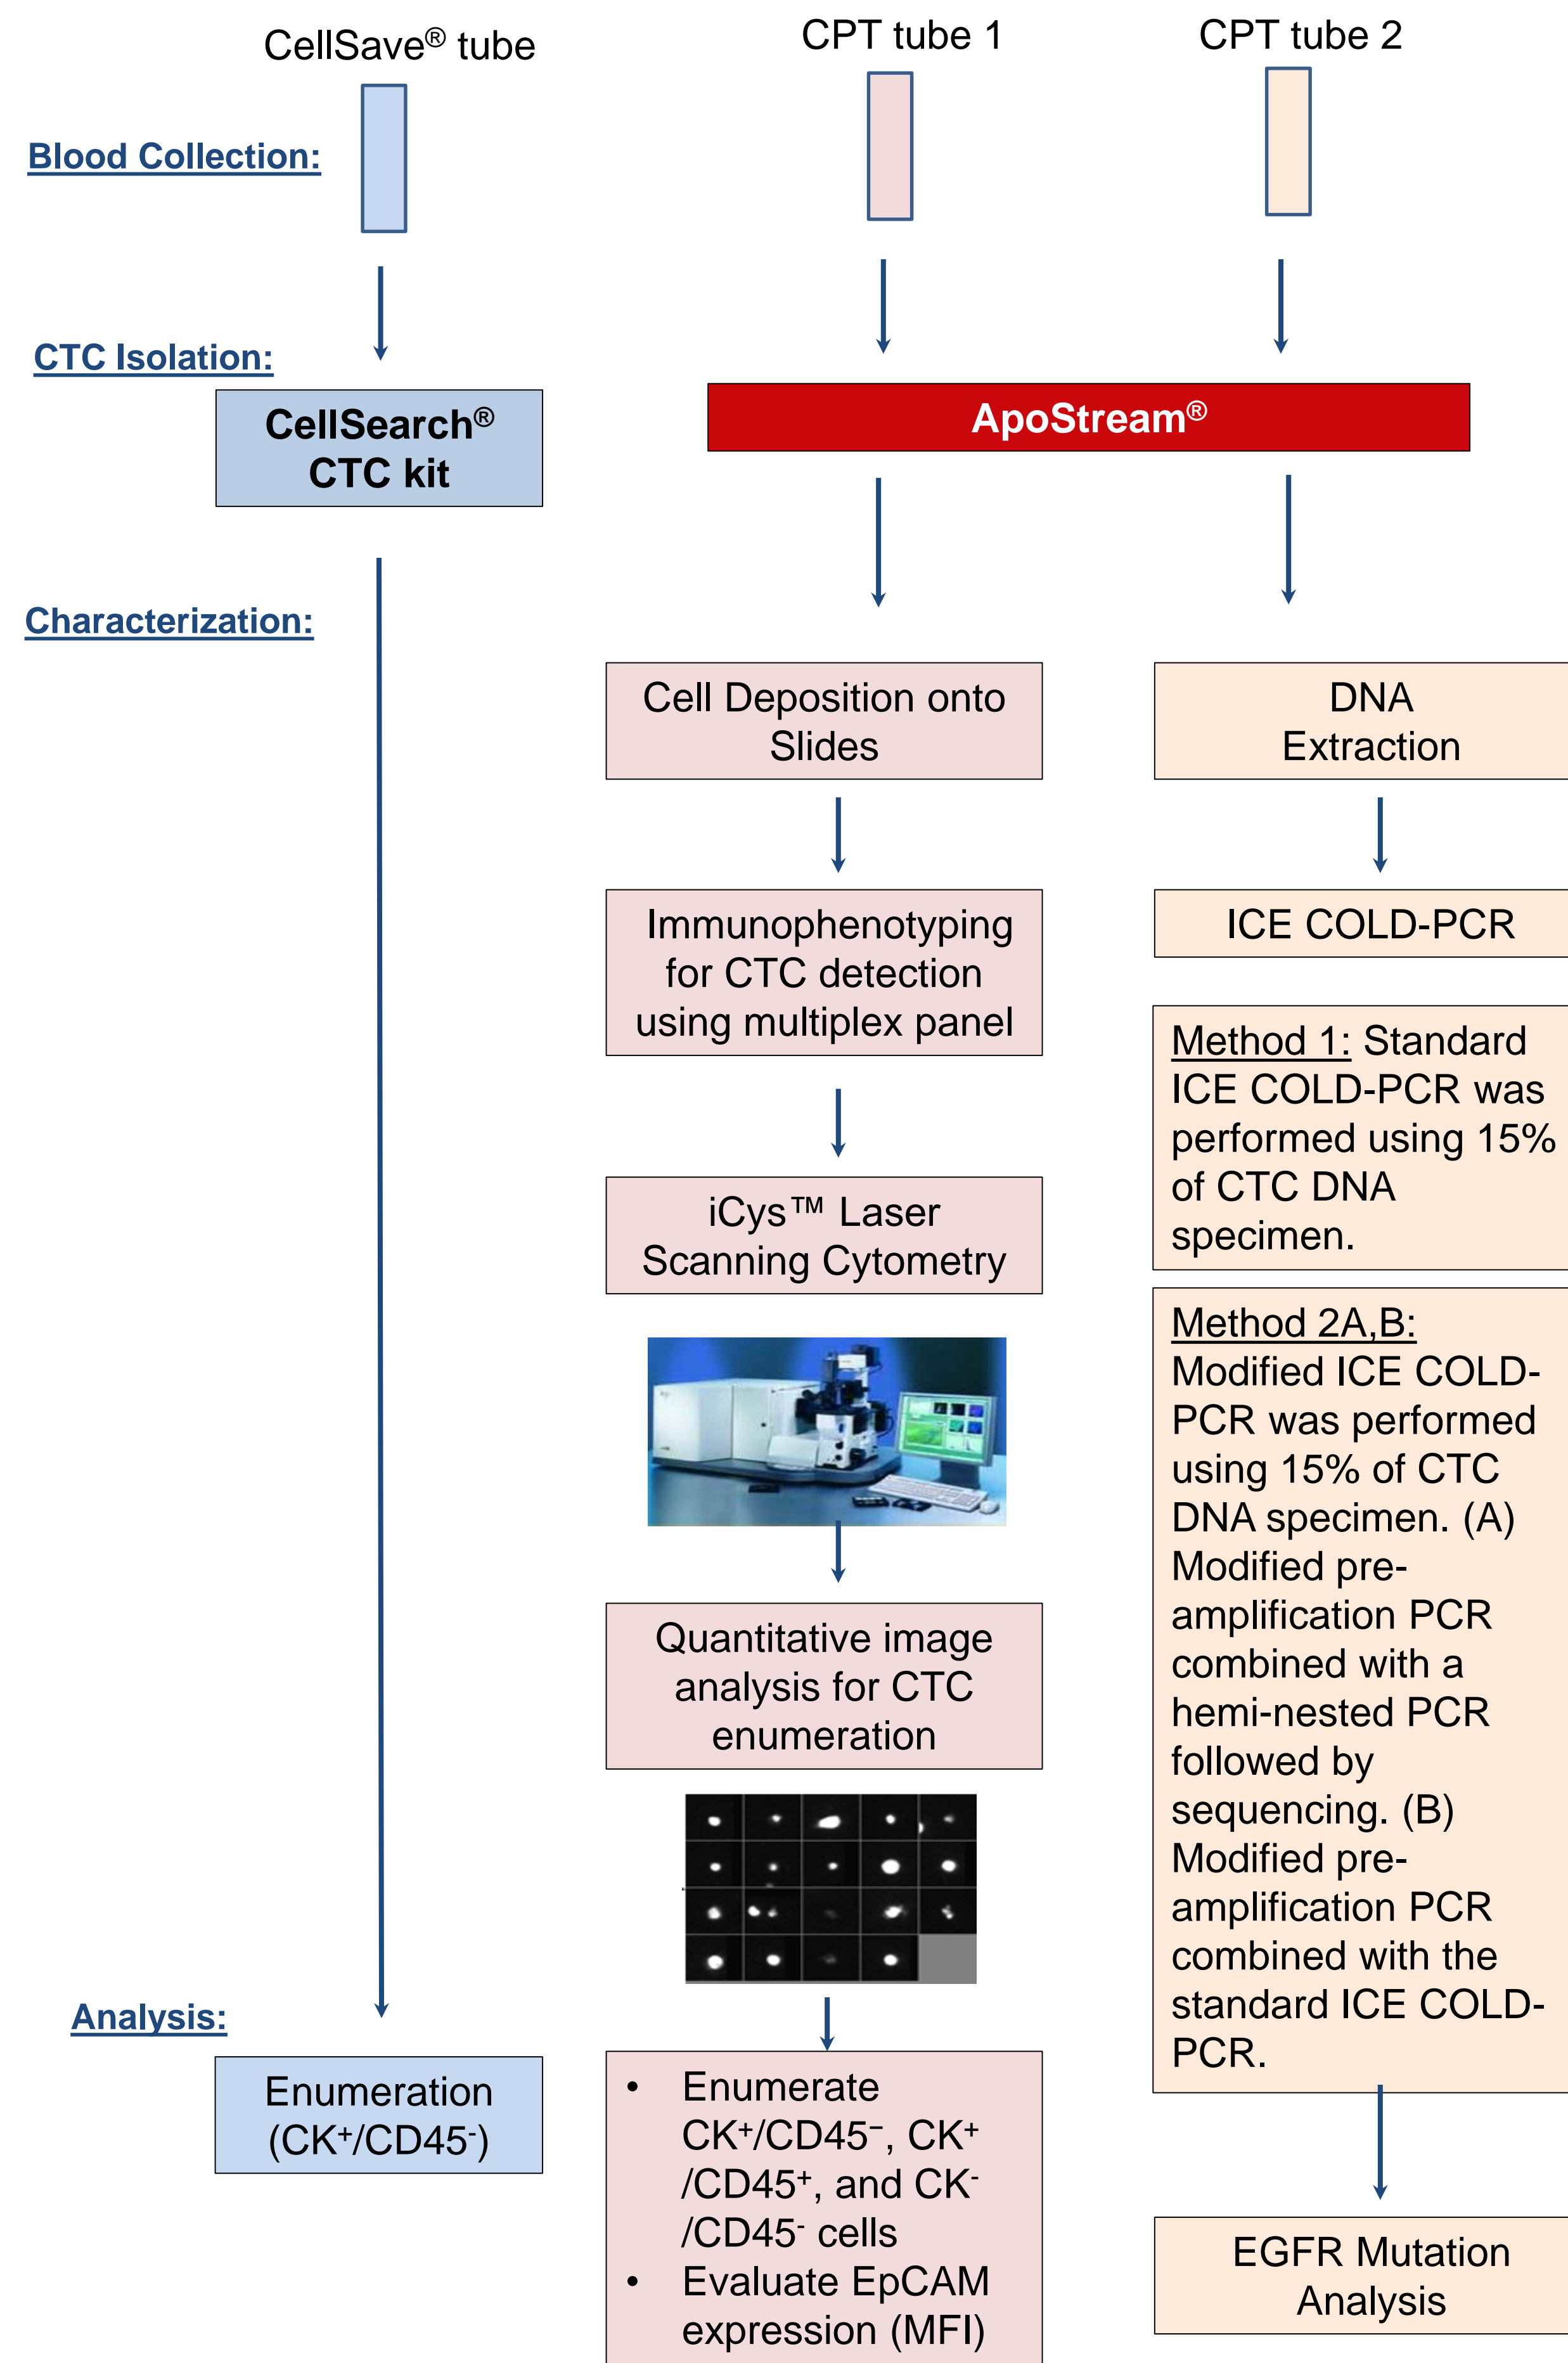 CellSave® tube
CPT tube 1
CPT tube 2
Blood Collection:
CTC Isolation:
CellSearch®
CTC kit
ApoStream®
Characterization:
Cell Deposition onto
Slides
DNA
Extraction
Immunophenotyping
for CTC detection
using multiplex panel
ICE COLD-PCR
Method 1: Standard
ICE COLD-PCR was
performed using 15%
of CTC DNA
specimen.
iCys™ Laser
Scanning Cytometry
Method 2A,B:
Modified ICE COLD-
PCR was performed
using 15% of CTC
DNA specimen. (A)
Modified pre-
amplification PCR
combined with a
hemi-nested PCR
followed by
sequencing. (B)
Modified pre-
amplification PCR
combined with the
standard ICE COLD-
PCR.
Quantitative image
analysis for CTC
enumeration
Analysis:
Enumeration
(CK⁺/CD45⁻)
• Enumerate
CK⁺/CD45⁻, CK⁺
/CD45⁺, and CK⁻
/CD45⁻ cells
• Evaluate EpCAM
expression (MFI)
EGFR Mutation
Analysis